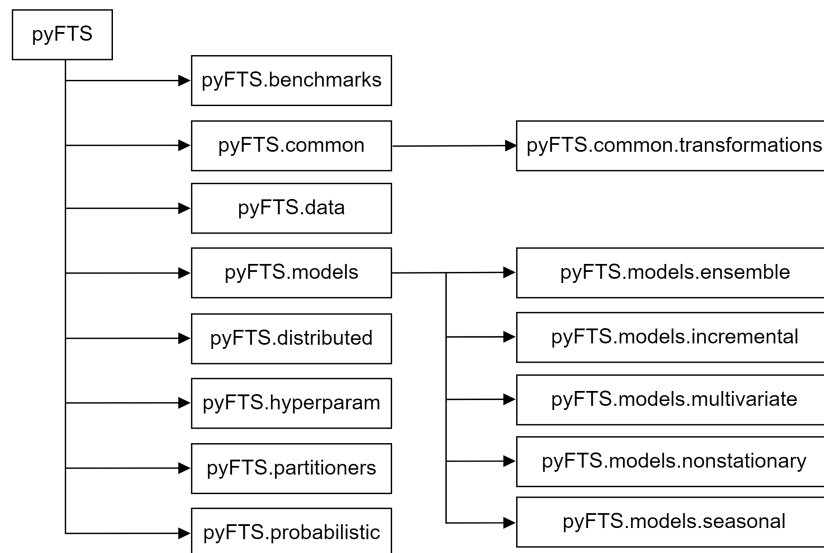 pyFTS
pyFTS.benchmarks
pyFTS.common
pyFTS.common.transformations
pyFTS.data
pyFTS.models
pyFTS.models.ensemble
pyFTS.distributed
pyFTS.models.incremental
pyFTS.hyperparam
pyFTS.models.multivariate
pyFTS.partitioners
pyFTS.models.nonstationary
pyFTS.probabilistic
pyFTS.models.seasonal